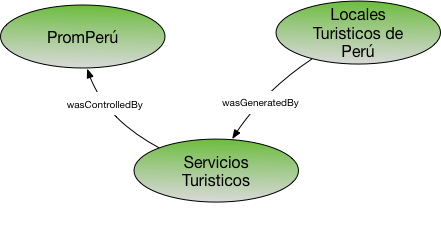 PromPerú
Locales
Turisticos de
Perú
wasControlledBy
wasGeneratedBy
Servicios
Turisticos